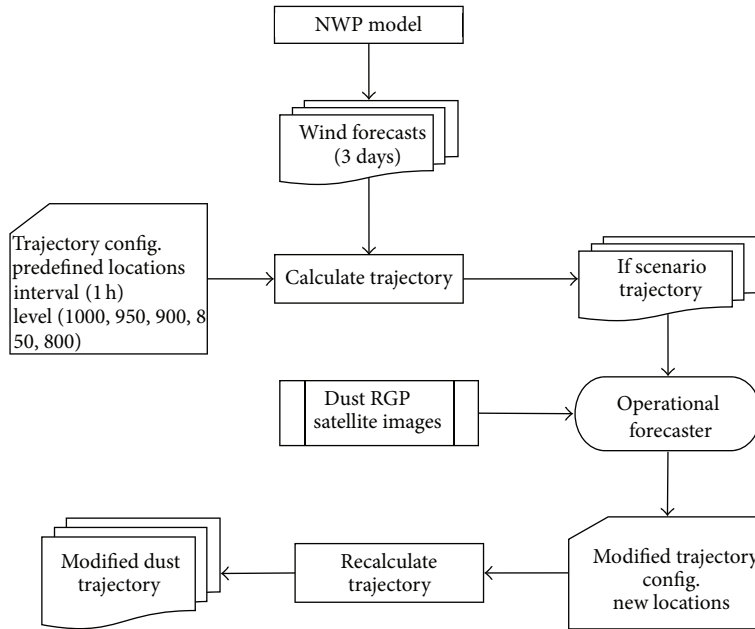 NWP model
Wind forecasts
(3 days)
Trajectory config.
predefined locations
interval (1 h)
level (1000, 950, 900, 8
50, 800)
Calculate trajectory
If scenario
trajectory
Dust RGP
satellite images
Operational
forecaster
Modified dust
trajectory
Recalculate
trajectory
Modified trajectory
config.
new locations